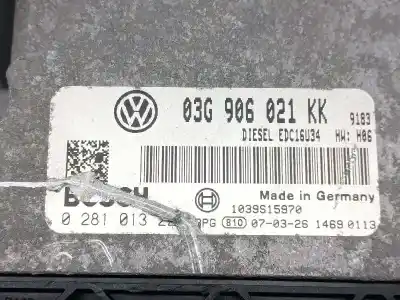 03G 906 021 KK 9183
DIESEL EDC16U34 HW: H06
BOSCH
Made in Germany
1039S15970
0 281 013 07-03-26 1469 0113